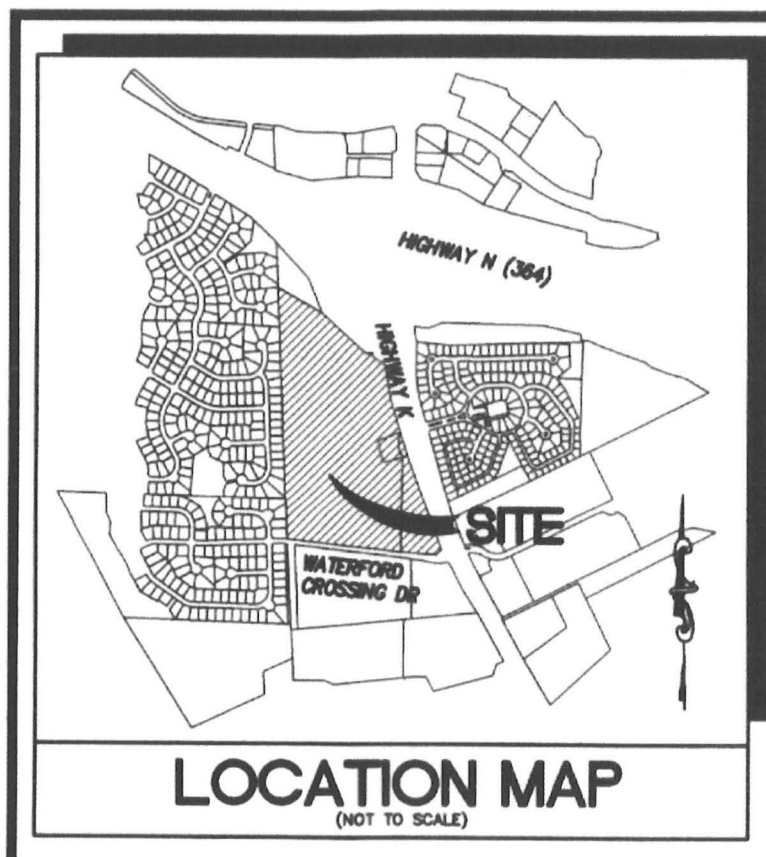 HIGHWAY N (364)
HIGHWAY K
SITE
WATERFORD
CROSSING DR
LOCATION MAP
(NOT TO SCALE)